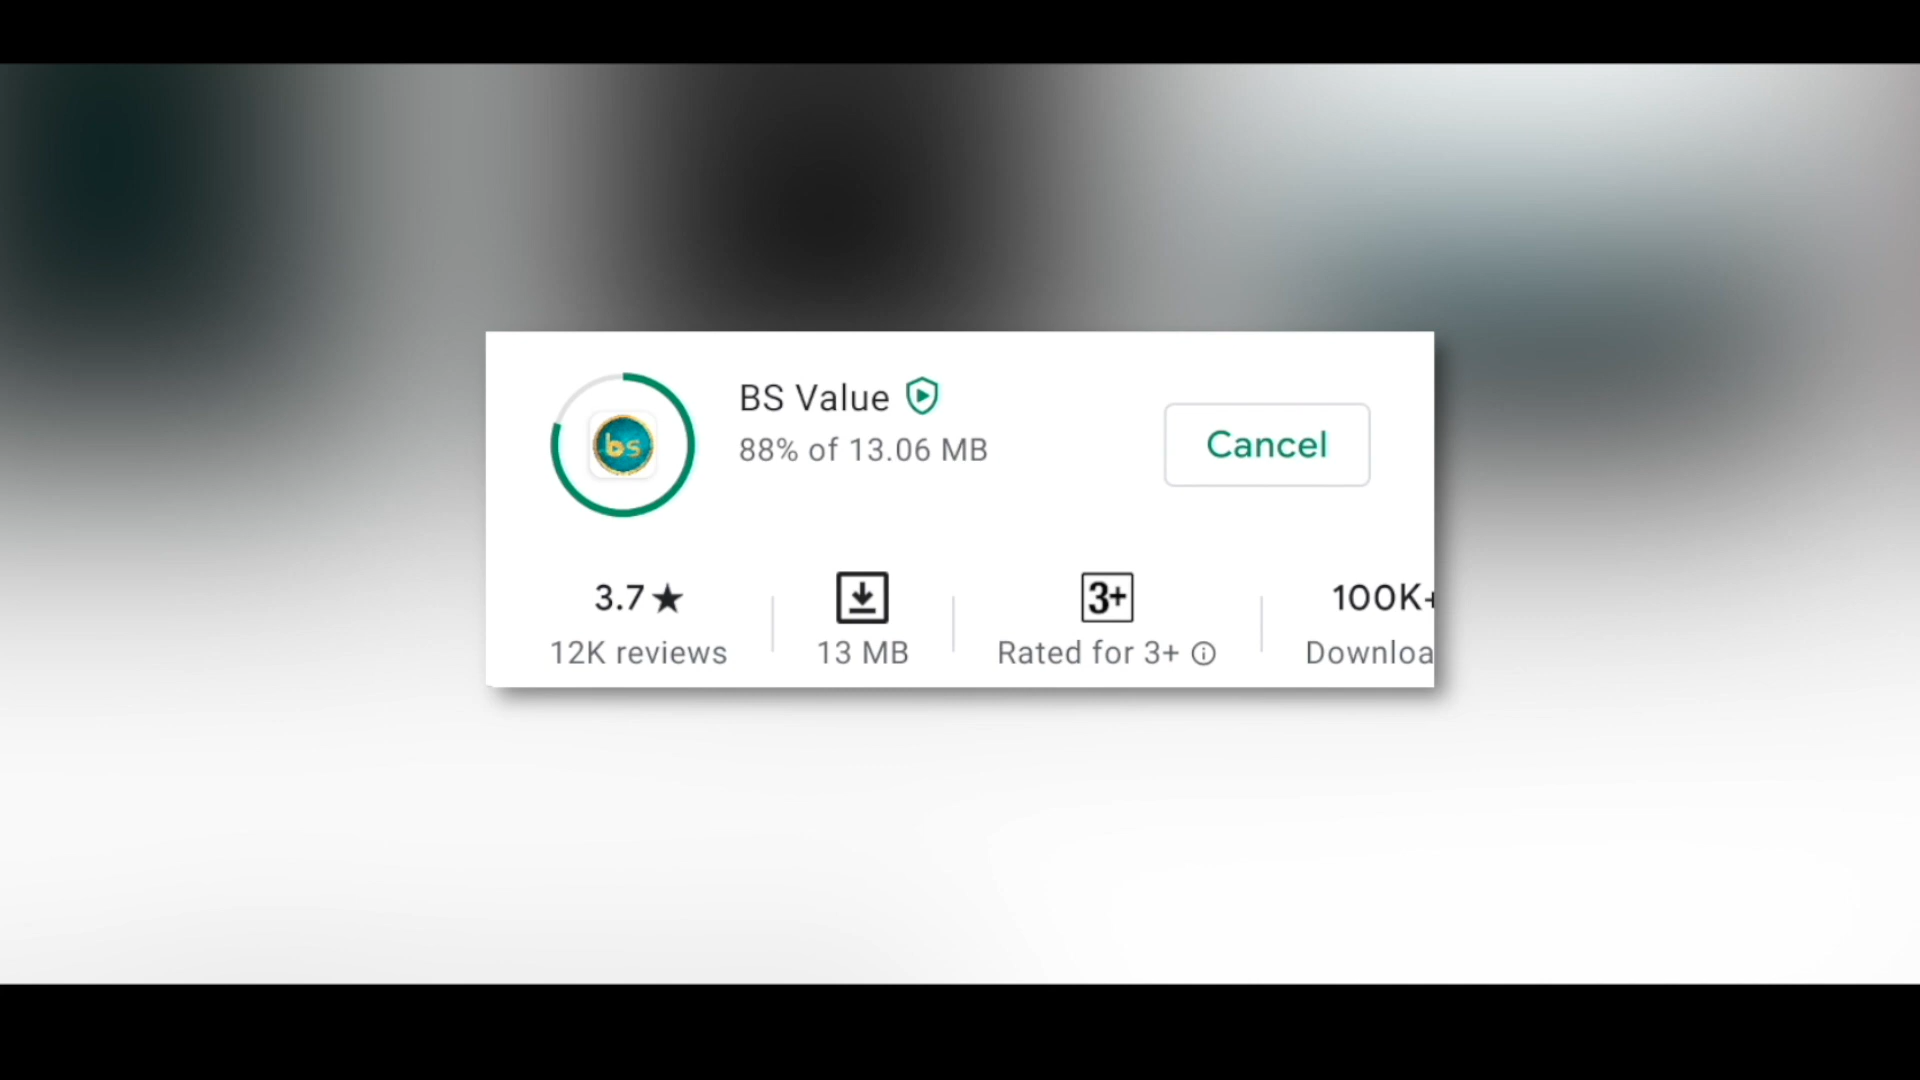 bs
BS Value
88% of 13.06 MB
Cancel
3.7★
12K reviews
13 MB
3+
Rated for 3+
100K+
Downloa